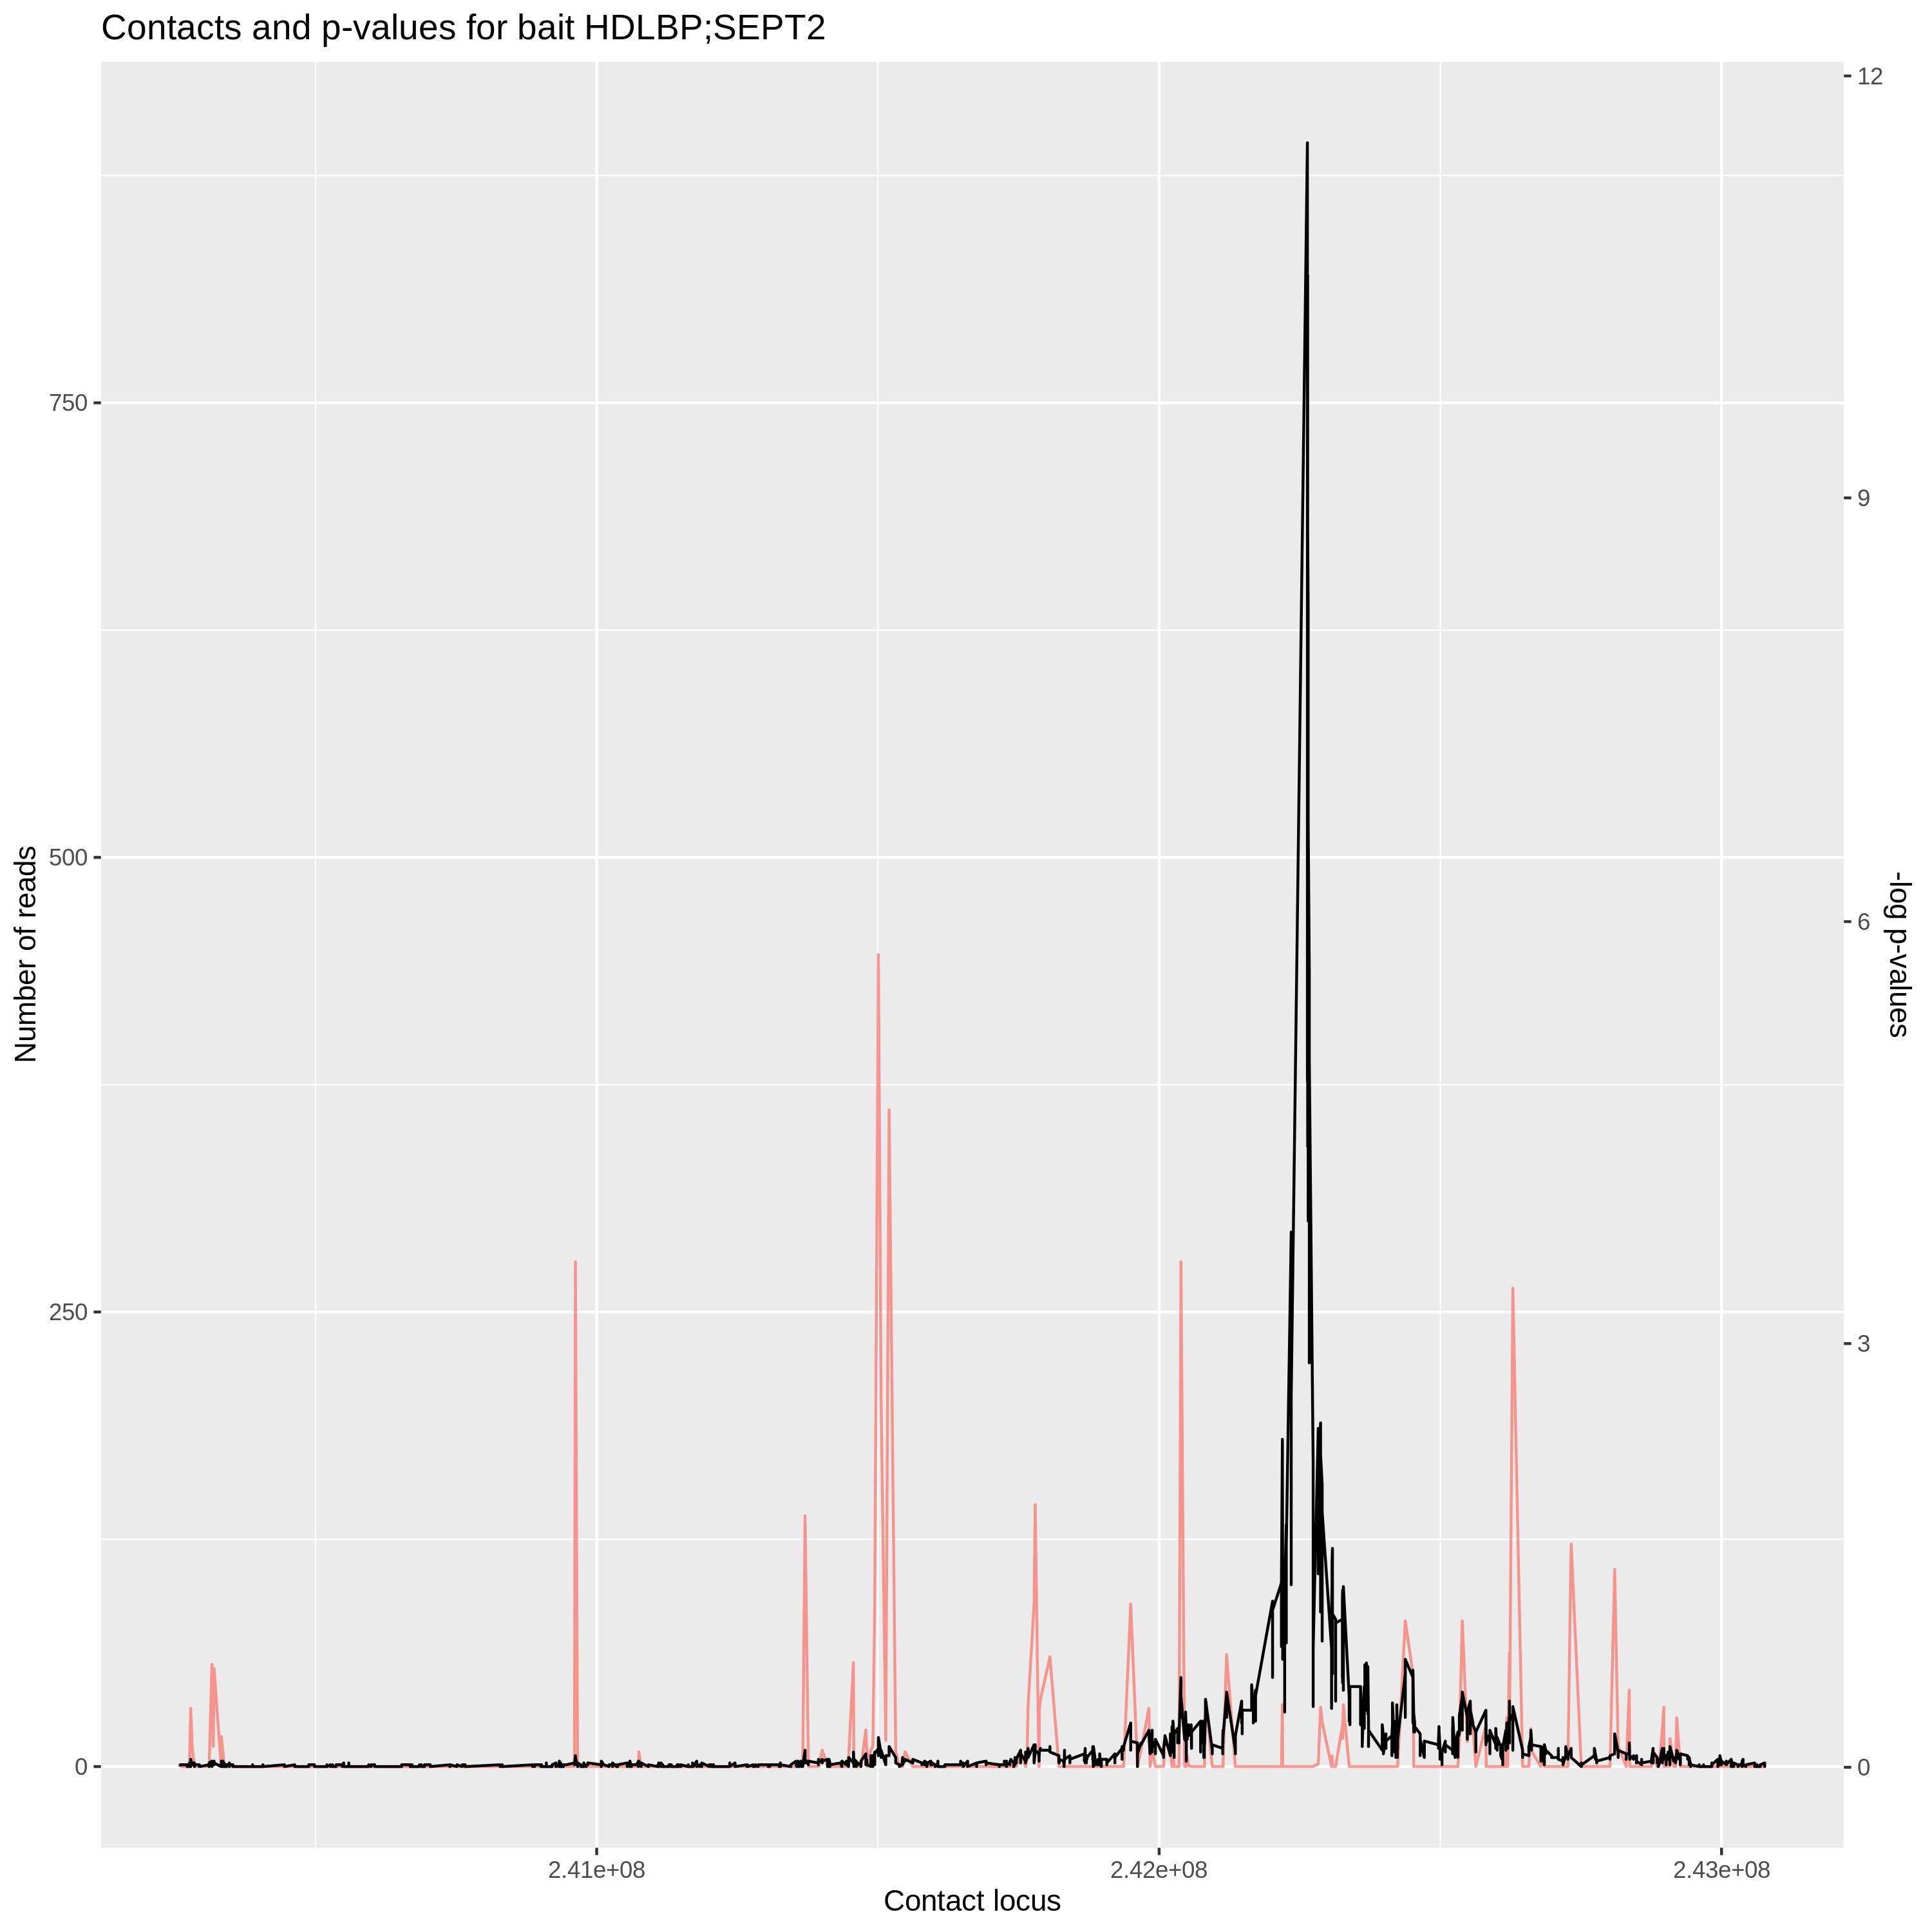 Contacts and p-values for bait HDLBP;SEPT2
12
750
9
500
6
Number of reads
-log p-values
250
3
0
0
2.41e+08
2.42e+08
2.43e+08
Contact locus